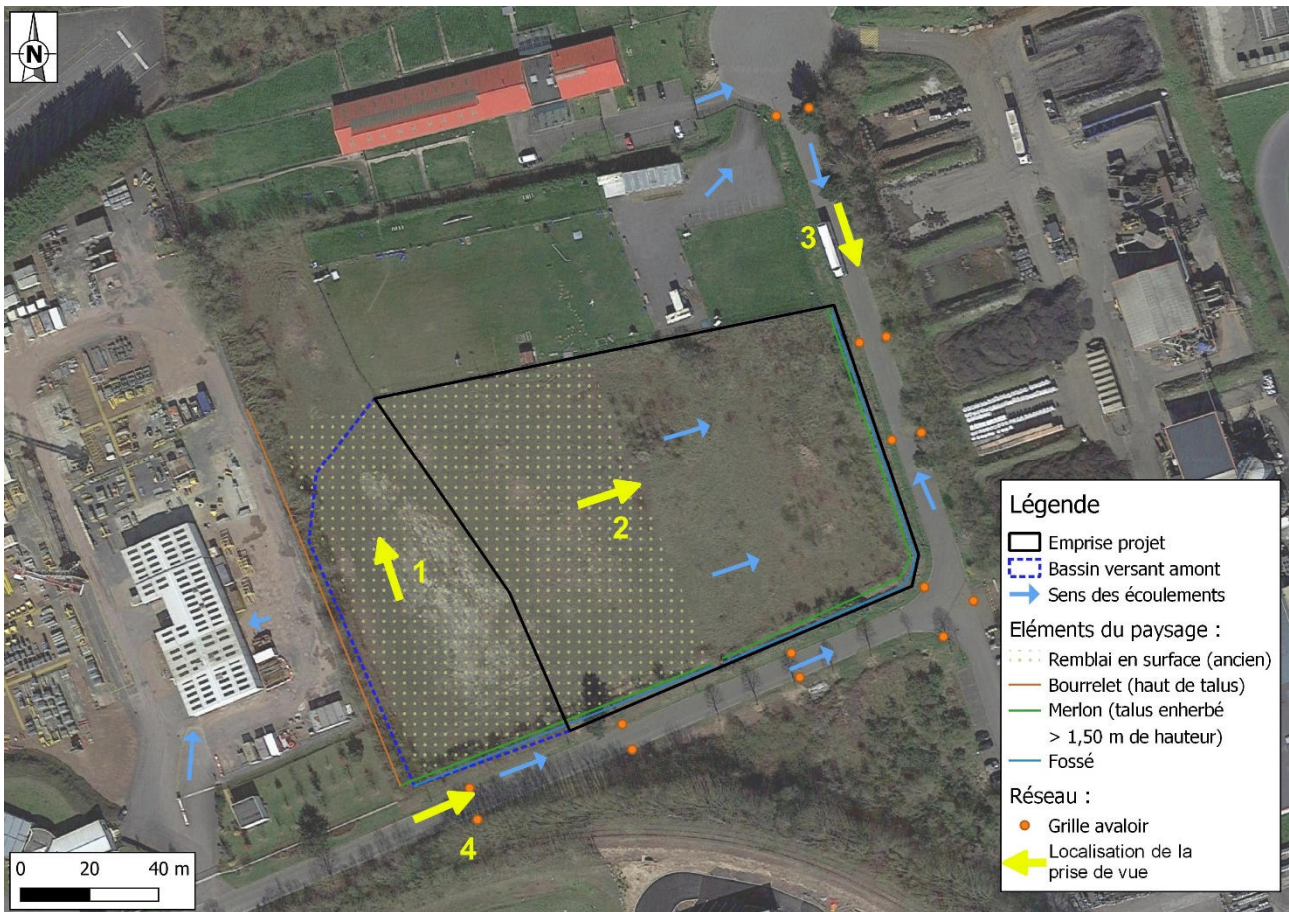 N
3
1
2
4
0 20 40 m
Légende
Emprise projet
Bassin versant amont
Sens des écoulements
Eléments du paysage :
Remblai en surface (ancien)
Bourrelet (haut de talus)
Merlon (talus enherbé
> 1,50 m de hauteur)
Fossé
Réseau :
Grille avaloir
Localisation de la
prise de vue